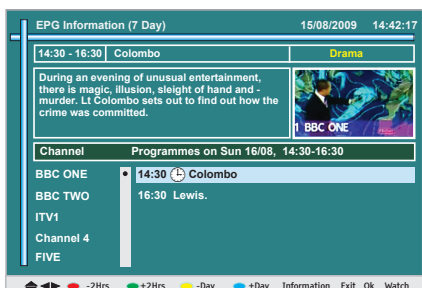 EPG Information (7 Day) 15/08/2009 14:42:17
14:30 - 16:30 Colombo Drama
During an evening of unusual entertainment,
there is magic, illusion, sleight of hand and -
murder. Lt Colombo sets out to find out how the
crime was committed.
1 BBC ONE
Channel Programmes on Sun 16/08, 14:30-16:30
BBC ONE 14:30 Colombo
BBC TWO 16:30 Lewis.
ITV1
Channel 4
FIVE
-2Hrs +2Hrs -Day +Day Information Exit Ok Watch